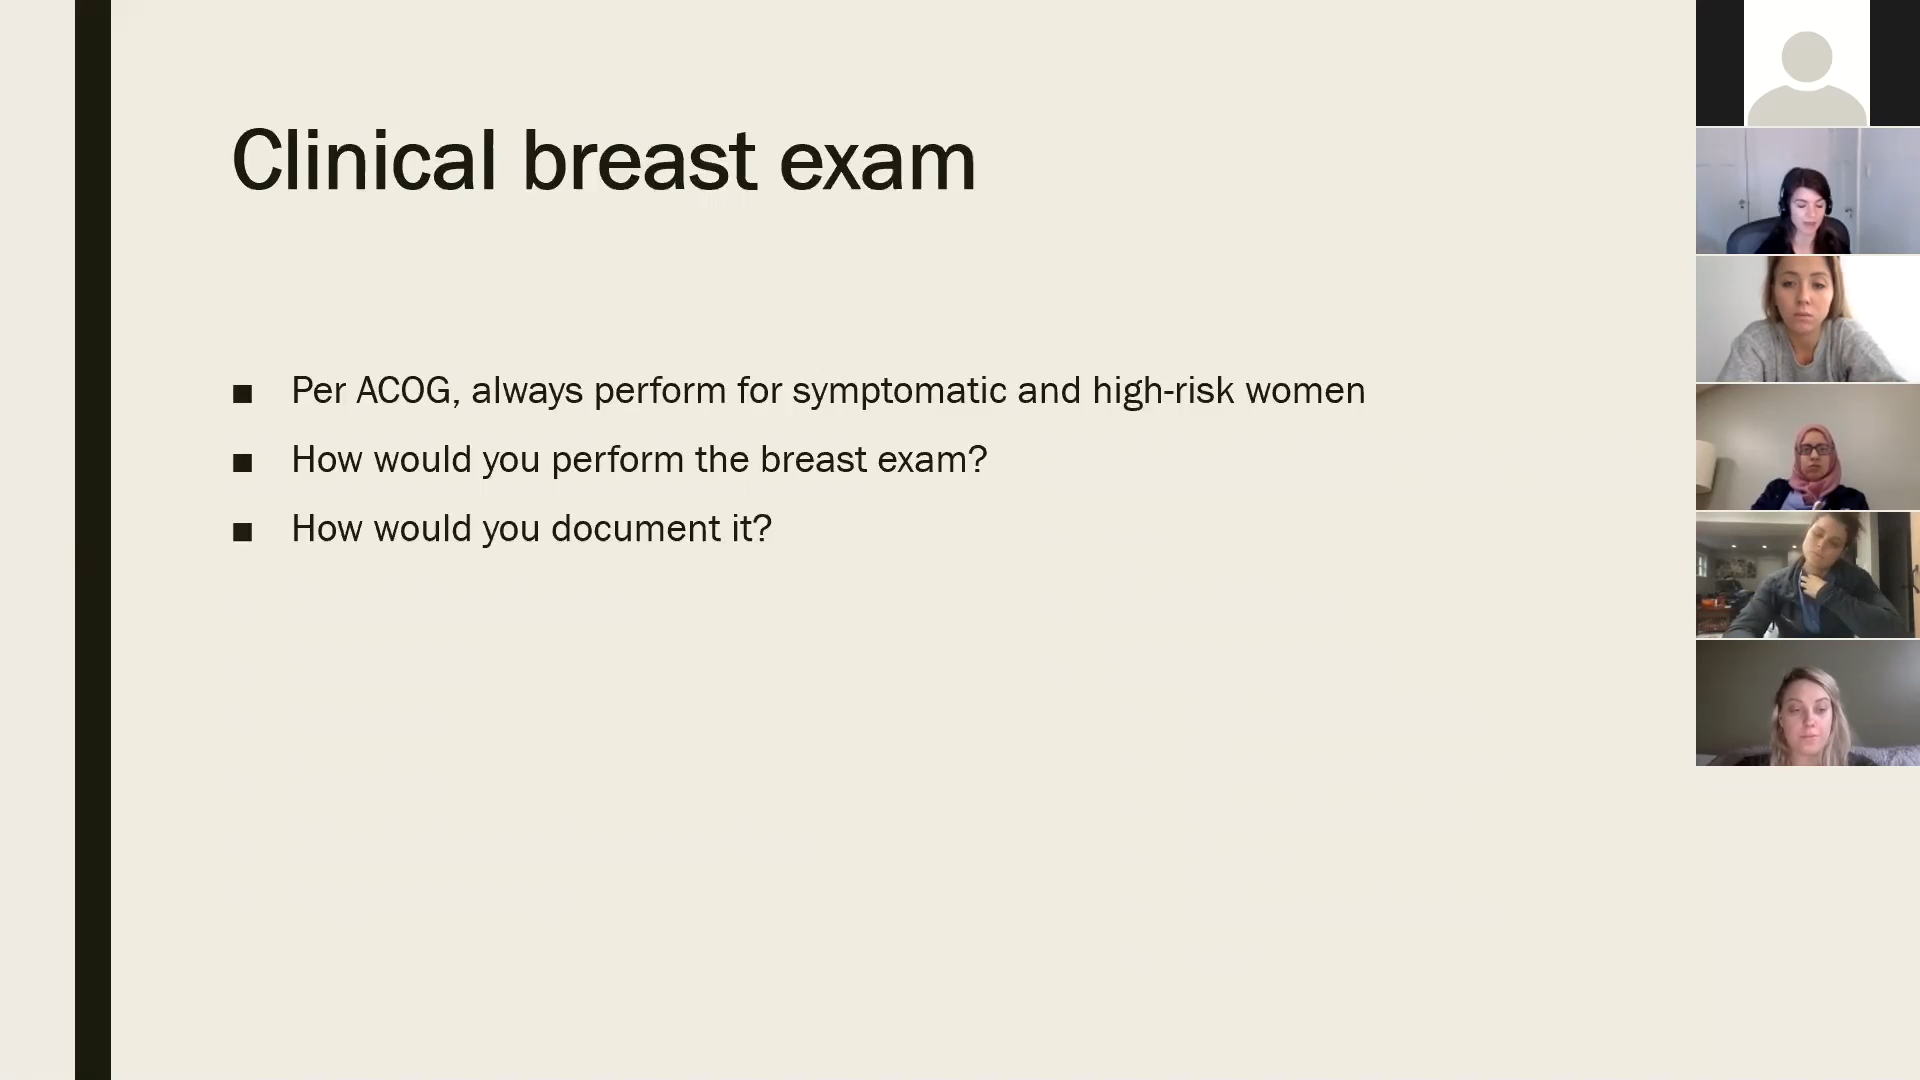 Clinical breast exam
■ Per ACOG, always perform for symptomatic and high-risk women
■ How would you perform the breast exam?
■ How would you document it?